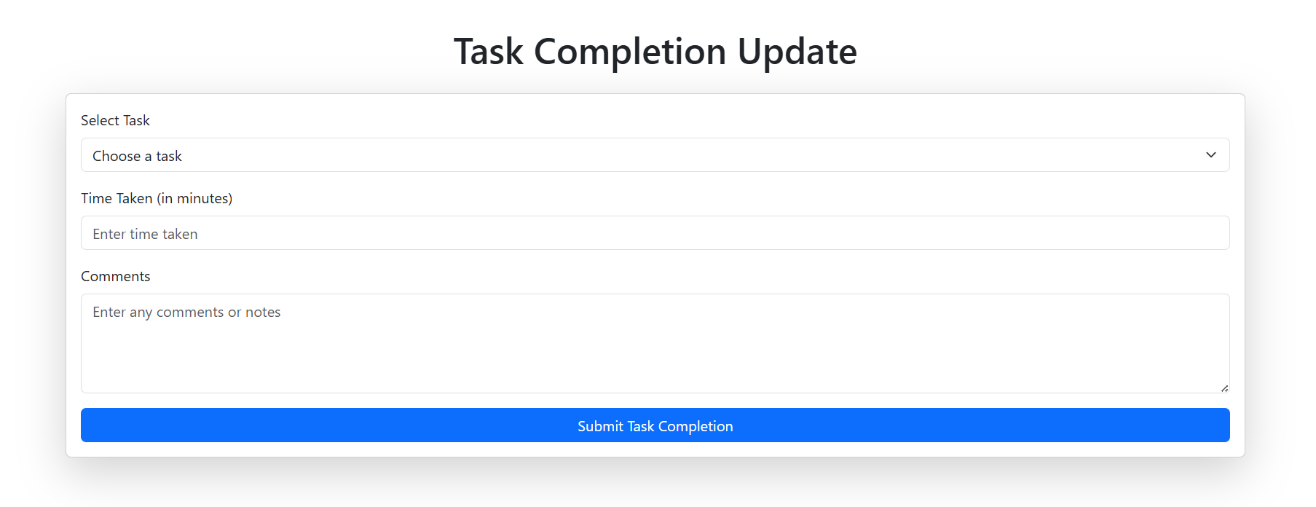 Task Completion Update
Select Task
Choose a task
Time Taken (in minutes)
Enter time taken
Comments
Enter any comments or notes
Submit Task Completion